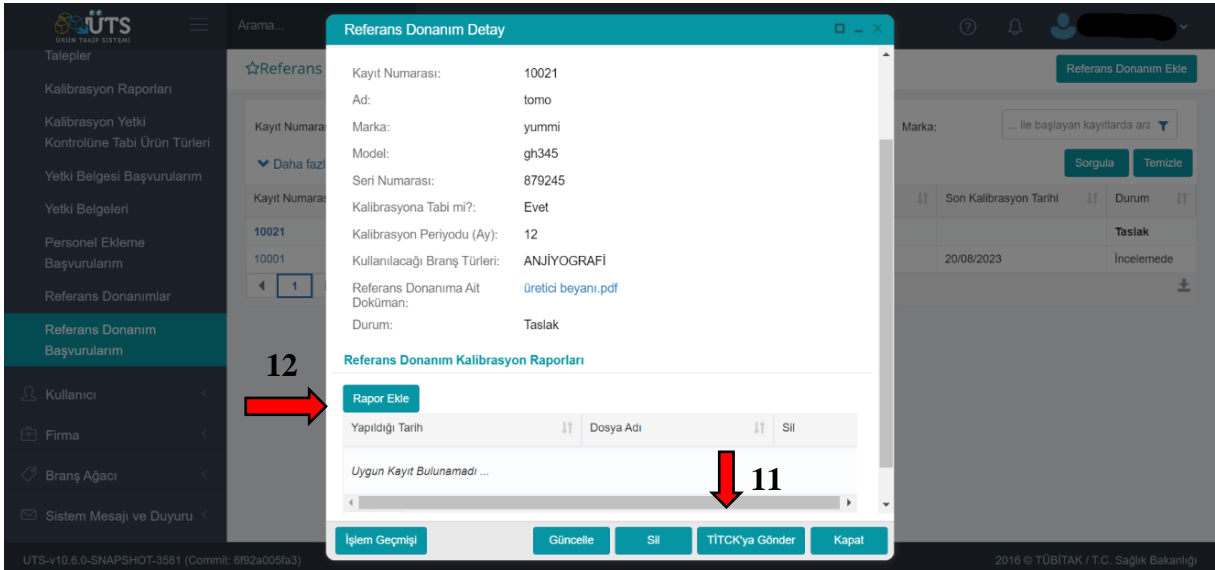 ÜTS
ÜRÜN TAKİP SİSTEMİ
Arama...
Talepler
Kalibrasyon Raporları
Kalibrasyon Yetki
Kontrolüne Tabi Ürün Türleri
Yetki Belgesi Başvurularım
Yetki Belgeleri
Personel Ekleme
Başvurularım
Referans Donanımlar
Referans Donanım
Başvurularım
Kullanıcı
Firma
Branş Ağacı
Sistem Mesajı ve Duyuru
UTS-v10.6.0-SNAPSHOT-3581 (Commit: 6f92a005fa3)
Referans
Referans Donanım Ekle
Kayıt Numara
Marka:
... ile başlayan kayıtlarda ara
Daha fazl
Sorgula
Temizle
Kayıt Numaras
Son Kalibrasyon Tarihi
Durum
10021
Taslak
10001
20/08/2023
İncelemede
1
Referans Donanım Detay
Kayıt Numarası: 10021
Ad: tomo
Marka: yummi
Model: gh345
Seri Numarası: 879245
Kalibrasyona Tabi mi?: Evet
Kalibrasyon Periyodu (Ay): 12
Kullanılacağı Branş Türleri: ANJİYOGRAFİ
Referans Donanıma Ait üretici beyanı.pdf
Doküman:
Durum: Taslak
Referans Donanım Kalibrasyon Raporları
12
Rapor Ekle
Yapıldığı Tarih Dosya Adı Sil
Uygun Kayıt Bulunamadı ...
11
İşlem Geçmişi Güncelle Sil TİTCK'ya Gönder Kapat
2016 © TÜBİTAK / T.C. Sağlık Bakanlığı